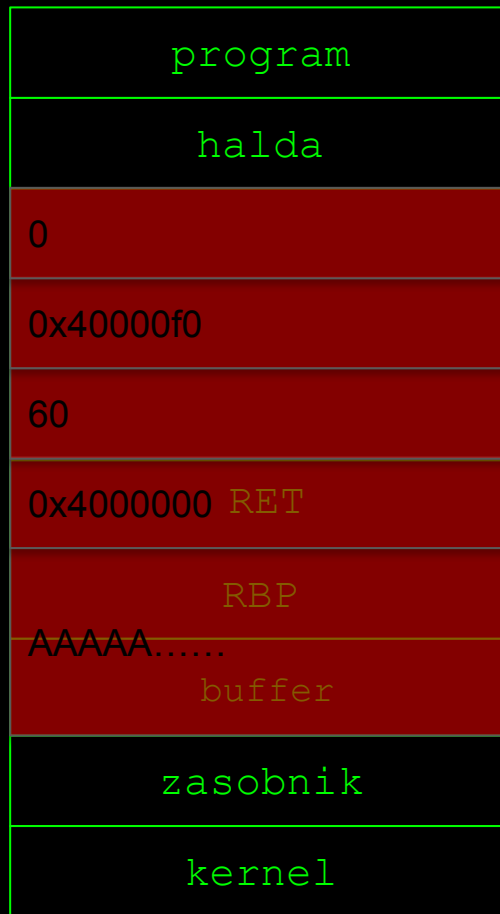 program
halda
0
0x40000f0
60
0x4000000 RET
RBP
AAAAA......
buffer
zasobnik
kernel